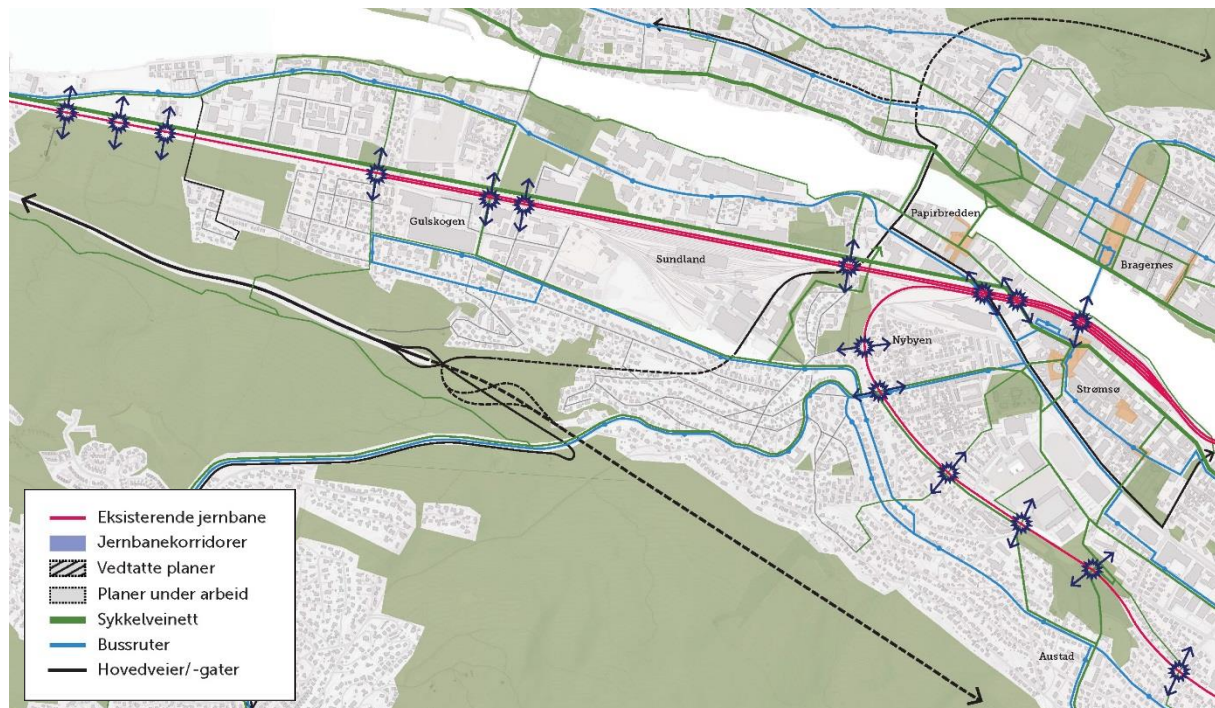 Papirbredden
Gulskogen
Sundland
Bragernes
Nybyen
Strømsø
Austad
Eksisterende jernbane
Jernbanekorridorer
Vedtatte planer
Planer under arbeid
Sykkelveinett
Bussruter
Hovedveier/-gater